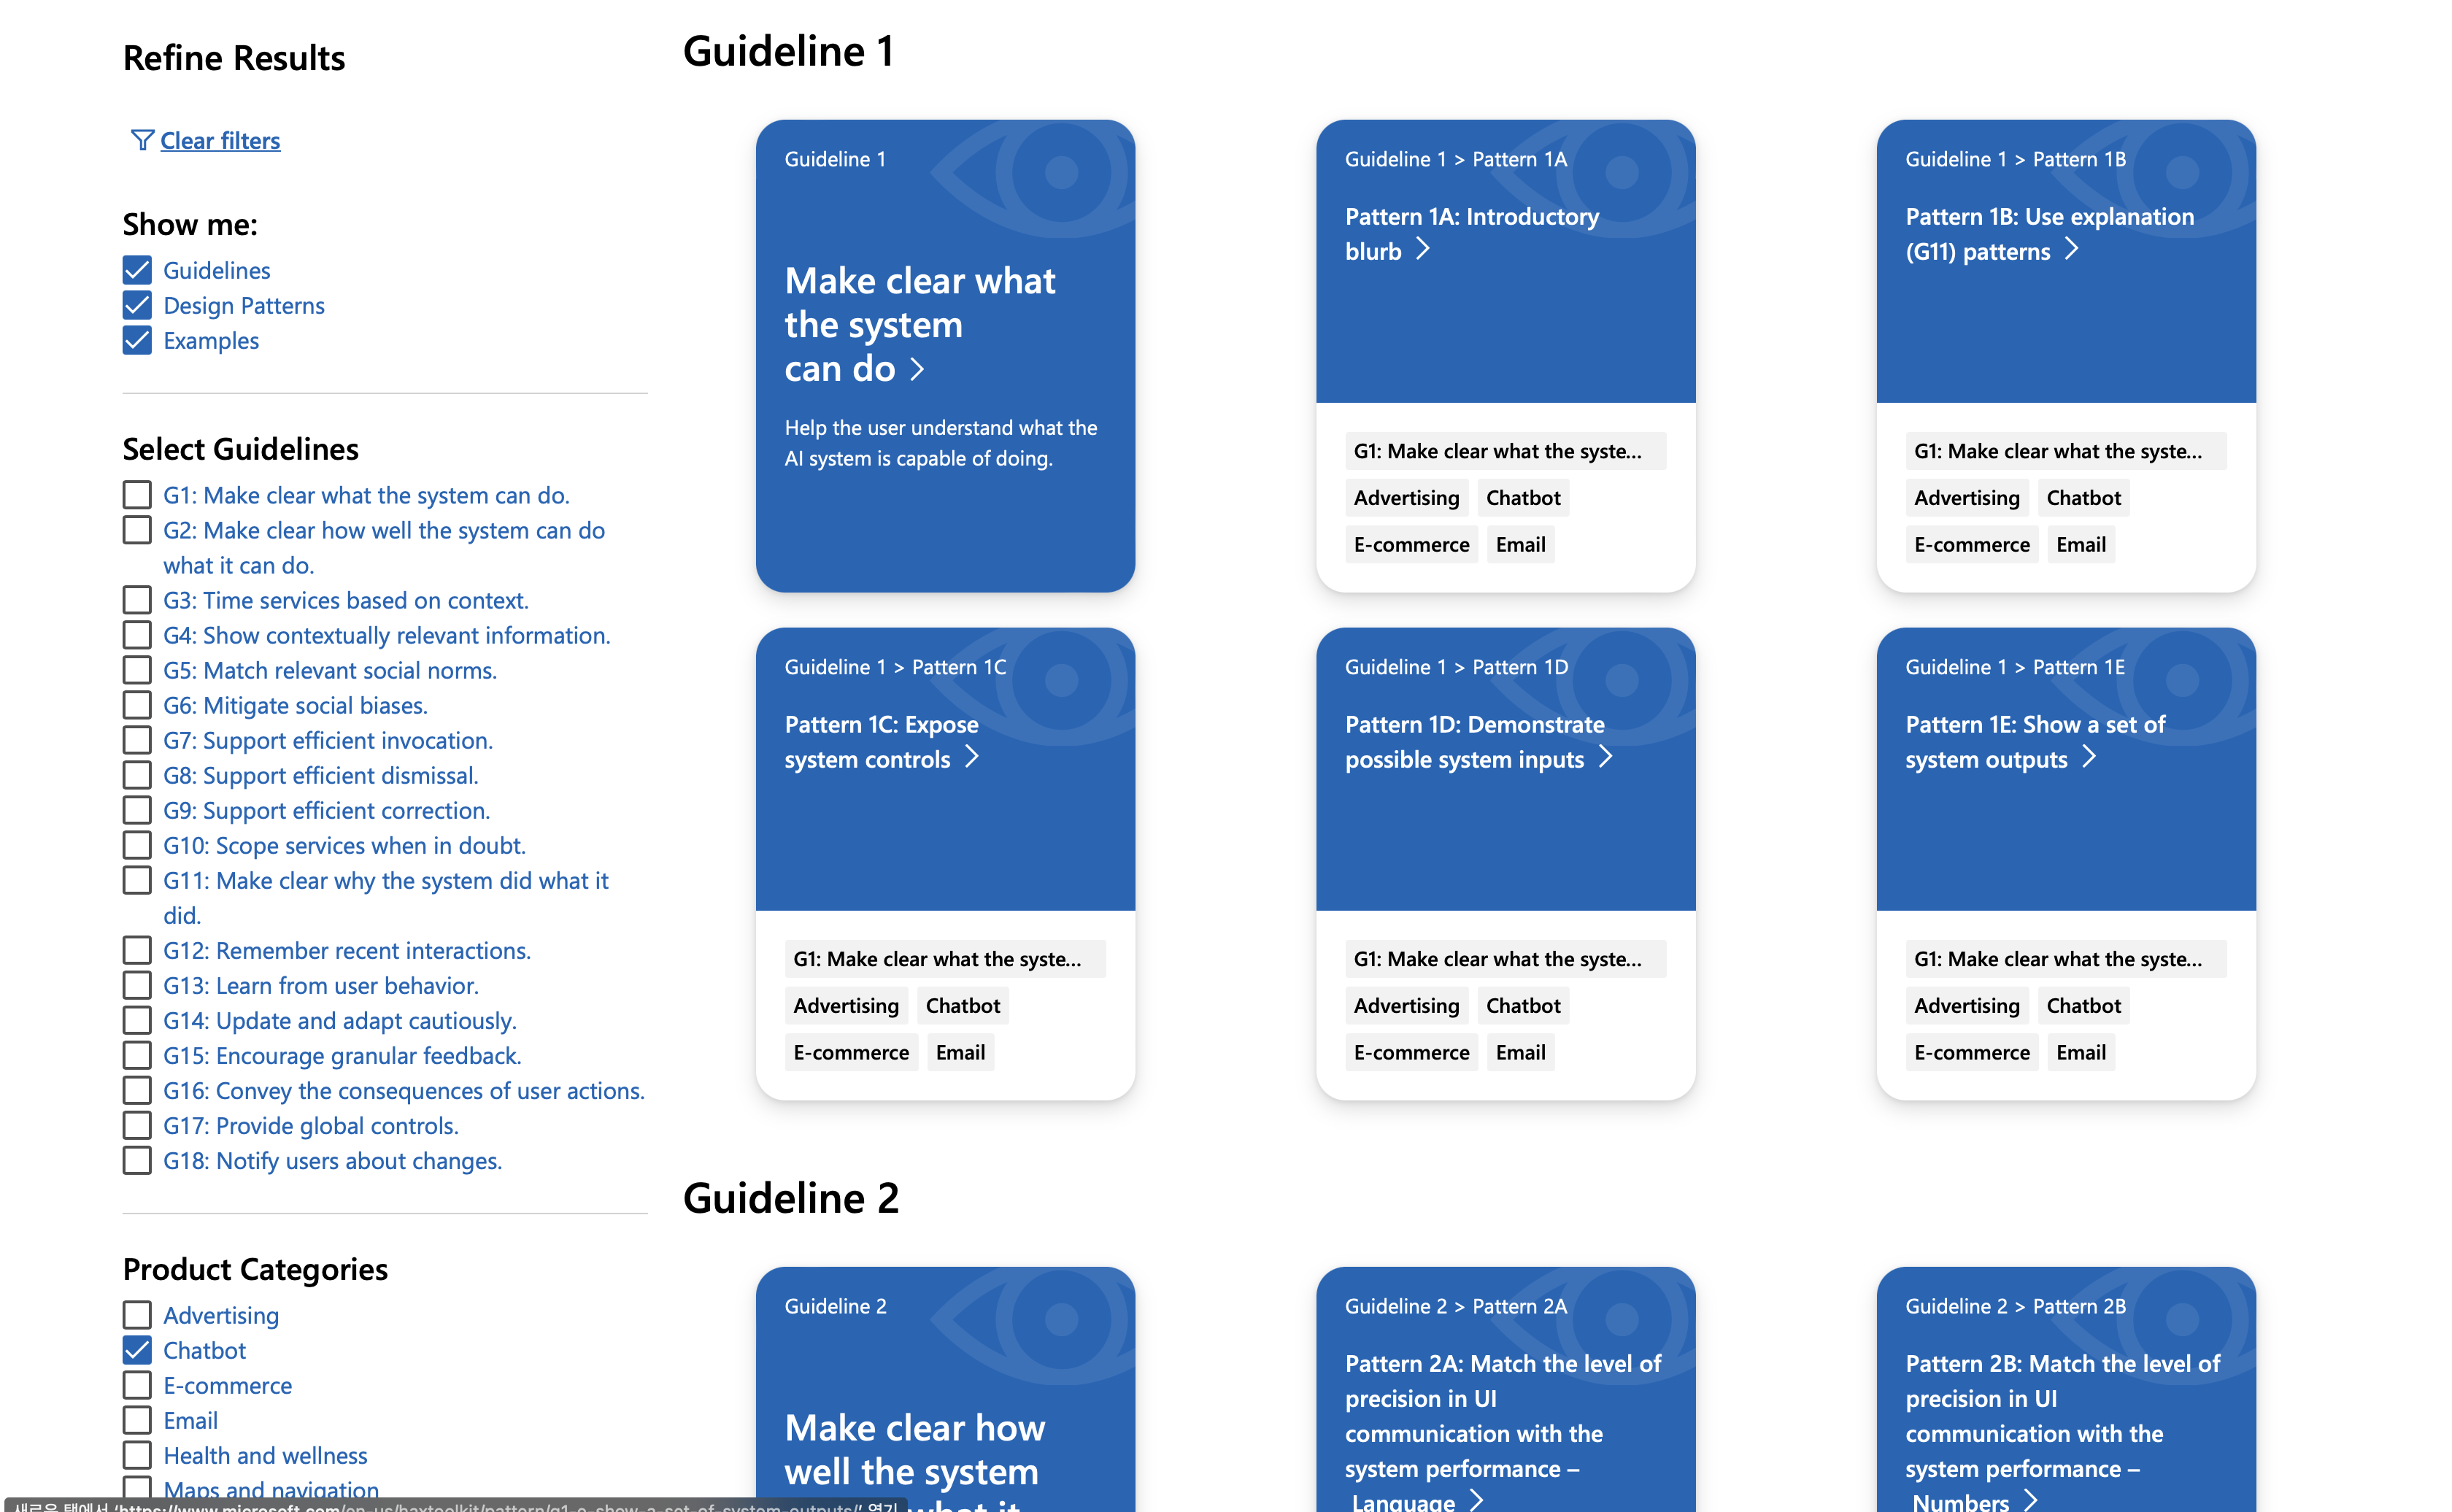 Refine Results
Clear filters
Show me:
Guidelines
Design Patterns
Examples
Select Guidelines
G1: Make clear what the system can do.
G2: Make clear how well the system can do
what it can do.
G3: Time services based on context.
G4: Show contextually relevant information.
G5: Match relevant social norms.
G6: Mitigate social biases.
G7: Support efficient invocation.
G8: Support efficient dismissal.
G9: Support efficient correction.
G10: Scope services when in doubt.
G11: Make clear why the system did what it
did.
G12: Remember recent interactions.
G13: Learn from user behavior.
G14: Update and adapt cautiously.
G15: Encourage granular feedback.
G16: Convey the consequences of user actions.
G17: Provide global controls.
G18: Notify users about changes.
Product Categories
Advertising
Chatbot
E-commerce
Email
Health and wellness
Maps and navigation
Guideline 1
Guideline 1
Make clear what
the system
can do >
Help the user understand what the
AI system is capable of doing.
Guideline 1 > Pattern 1A
Pattern 1A: Introductory
blurb >
G1: Make clear what the syste...
Advertising Chatbot
E-commerce Email
Guideline 1 > Pattern 1B
Pattern 1B: Use explanation
(G11) patterns >
G1: Make clear what the syste...
Advertising Chatbot
E-commerce Email
Guideline 1 > Pattern 1C
Pattern 1C: Expose
system controls >
G1: Make clear what the syste...
Advertising Chatbot
E-commerce Email
Guideline 1 > Pattern 1D
Pattern 1D: Demonstrate
possible system inputs >
G1: Make clear what the syste...
Advertising Chatbot
E-commerce Email
Guideline 1 > Pattern 1E
Pattern 1E: Show a set of
system outputs >
G1: Make clear what the syste...
Advertising Chatbot
E-commerce Email
Guideline 2
Guideline 2
Make clear how
well the system
what it
Guideline 2 > Pattern 2A
Pattern 2A: Match the level of
precision in UI
communication with the
system performance –
Language >
Guideline 2 > Pattern 2B
Pattern 2B: Match the level of
precision in UI
communication with the
system performance –
Numbers >
새로운 탭에서 'https://www.microsoft.com/en-us/haxtoolkit/pattern/g1-e-show-a-set-of-system-outputs/' 열기